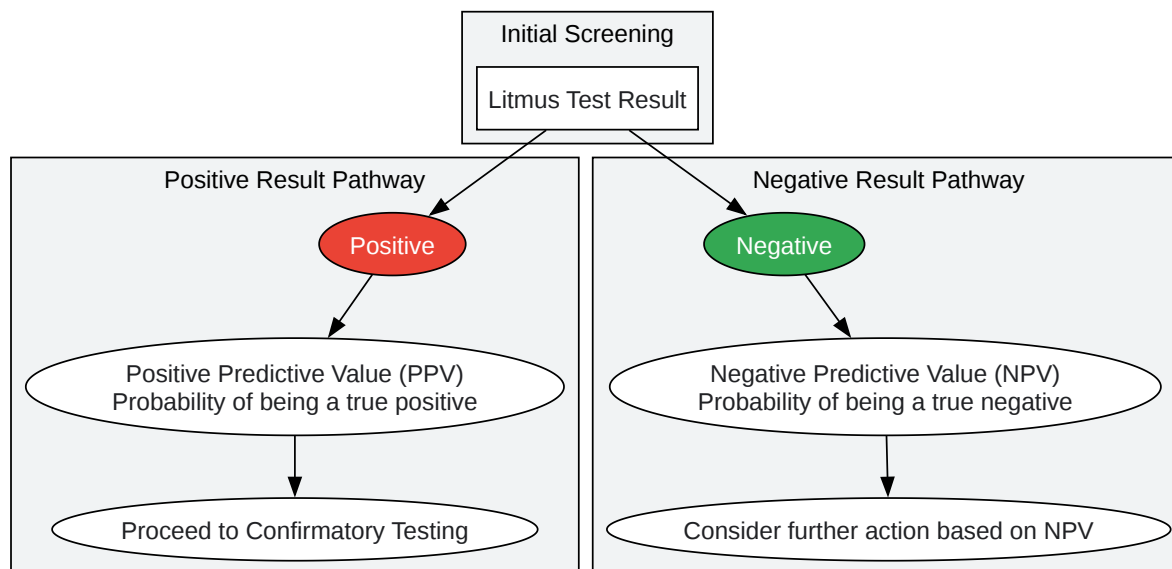 Initial Screening
Litmus Test Result
Positive Result Pathway
Positive
Positive Predictive Value (PPV)
Probability of being a true positive
Proceed to Confirmatory Testing
Negative Result Pathway
Negative
Negative Predictive Value (NPV)
Probability of being a true negative
Consider further action based on NPV